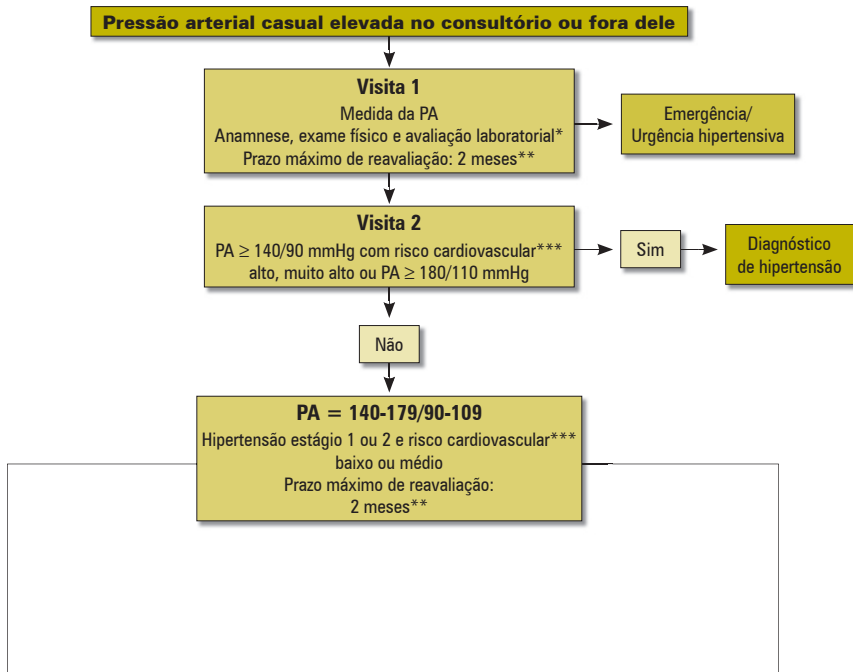 Pressão arterial casual elevada no consultório ou fora dele
Visita 1
Medida da PA
Anamnese, exame físico e avaliação laboratorial*
Prazo máximo de reavaliação: 2 meses**
Emergência/
Urgência hipertensiva
Visita 2
PA ≥ 140/90 mmHg com risco cardiovascular***
alto, muito alto ou PA ≥ 180/110 mmHg
Sim
Diagnóstico
de hipertensão
Não
PA = 140-179/90-109
Hipertensão estágio 1 ou 2 e risco cardiovascular***
baixo ou médio
Prazo máximo de reavaliação:
2 meses**